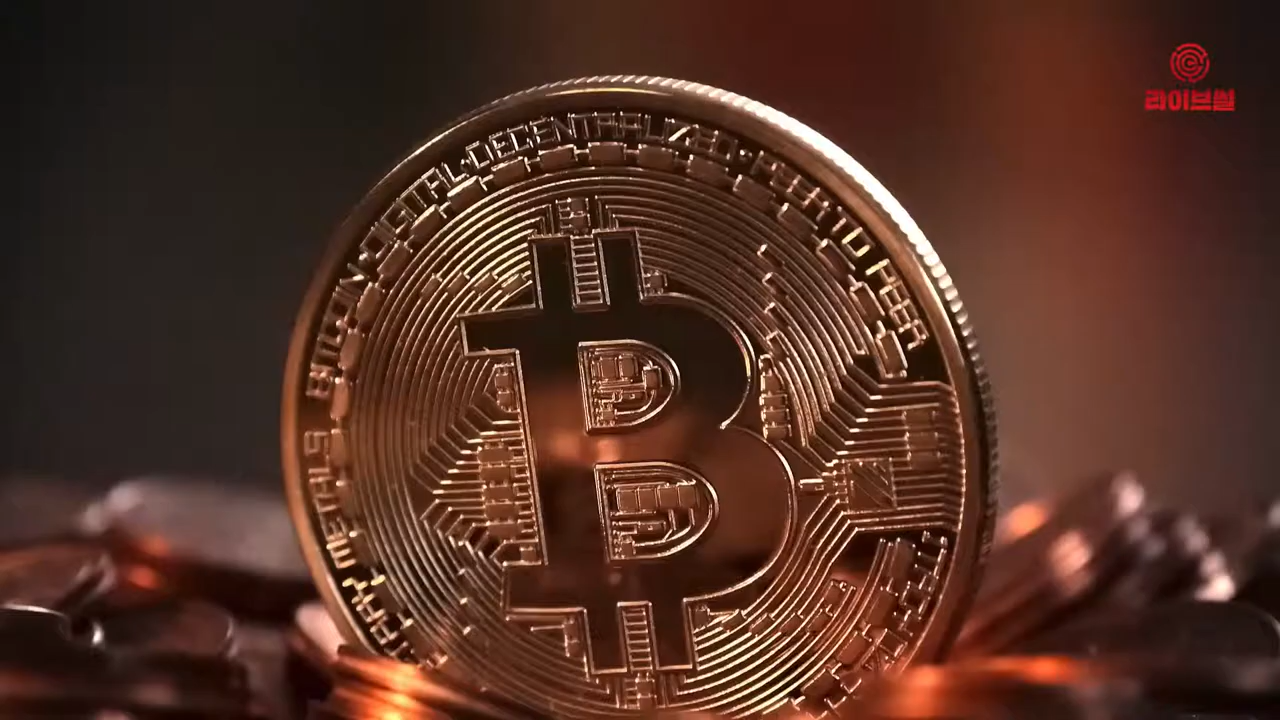 라이브썰
BITCOIN•DIGITAL•DECENTRALIZED•PEER TO PEER